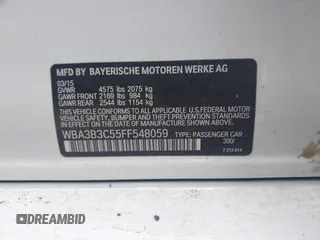 MFD BY BAYERISCHE MOTOREN WERKE AG
03/15
GVWR 4575 lbs 2075 kg
GAWR FRONT 2169 lbs 984 kg
GAWR REAR 2544 lbs 1154 kg
THIS VEHICLE CONFORMS TO ALL APPLICABLE FEDERAL
MOTOR VEHICLE SAFETY, BUMPER, AND THEFT PREVENTION
STANDARDS IN EFFECT ON THE DATE OF MANUFACTURE
SHOWN ABOVE.
WBA3B3C55FF548059 TYPE: PASSENGER CAR
300/
DREAMBID